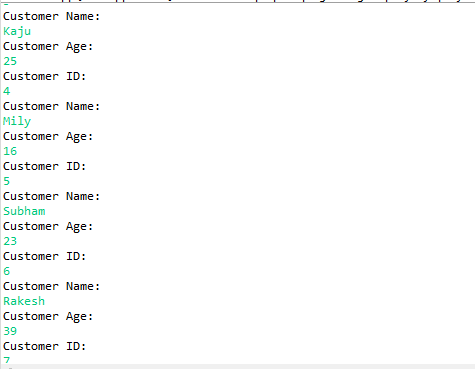 Customer Name:
Kaju
Customer Age:
25
Customer ID:
4
Customer Name:
Mily
Customer Age:
16
Customer ID:
5
Customer Name:
Subham
Customer Age:
23
Customer ID:
6
Customer Name:
Rakesh
Customer Age:
39
Customer ID:
7